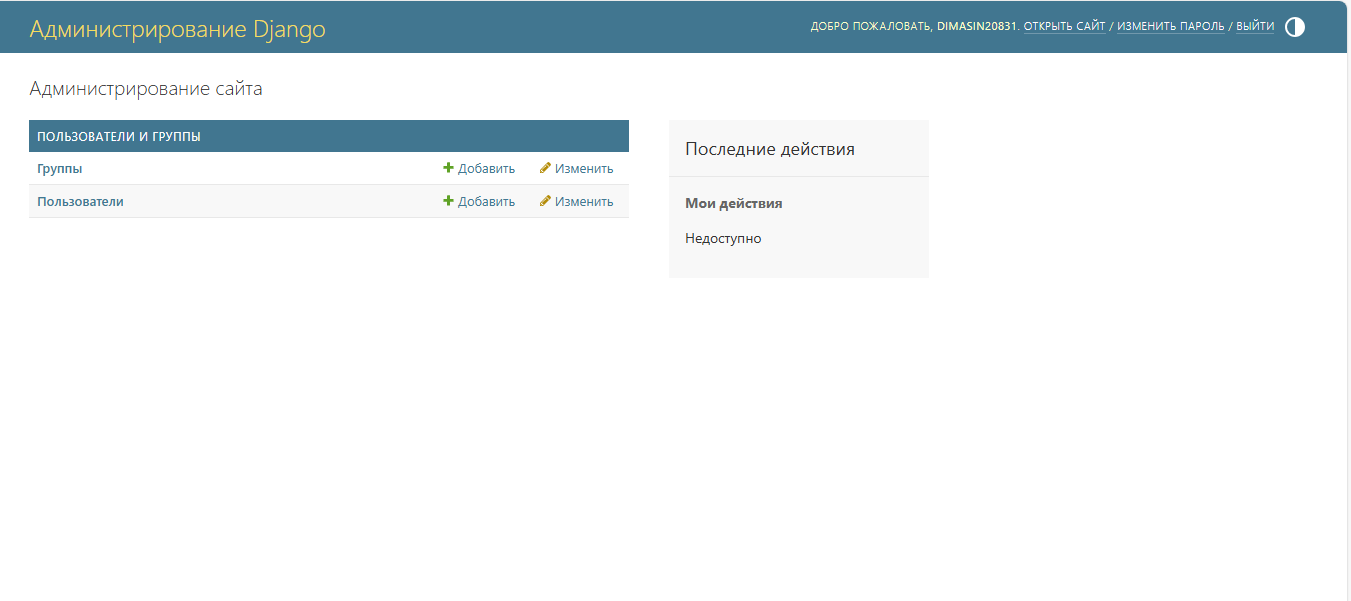 Администрирование Django
ДОБРО ПОЖАЛОВАТЬ, DIMASIN20831. ОТКРЫТЬ САЙТ / ИЗМЕНИТЬ ПАРОЛЬ / ВЫЙТИ
Администрирование сайта
ПОЛЬЗОВАТЕЛИ И ГРУППЫ
Группы Добавить Изменить
Пользователи Добавить Изменить
Последние действия
Мои действия
Недоступно